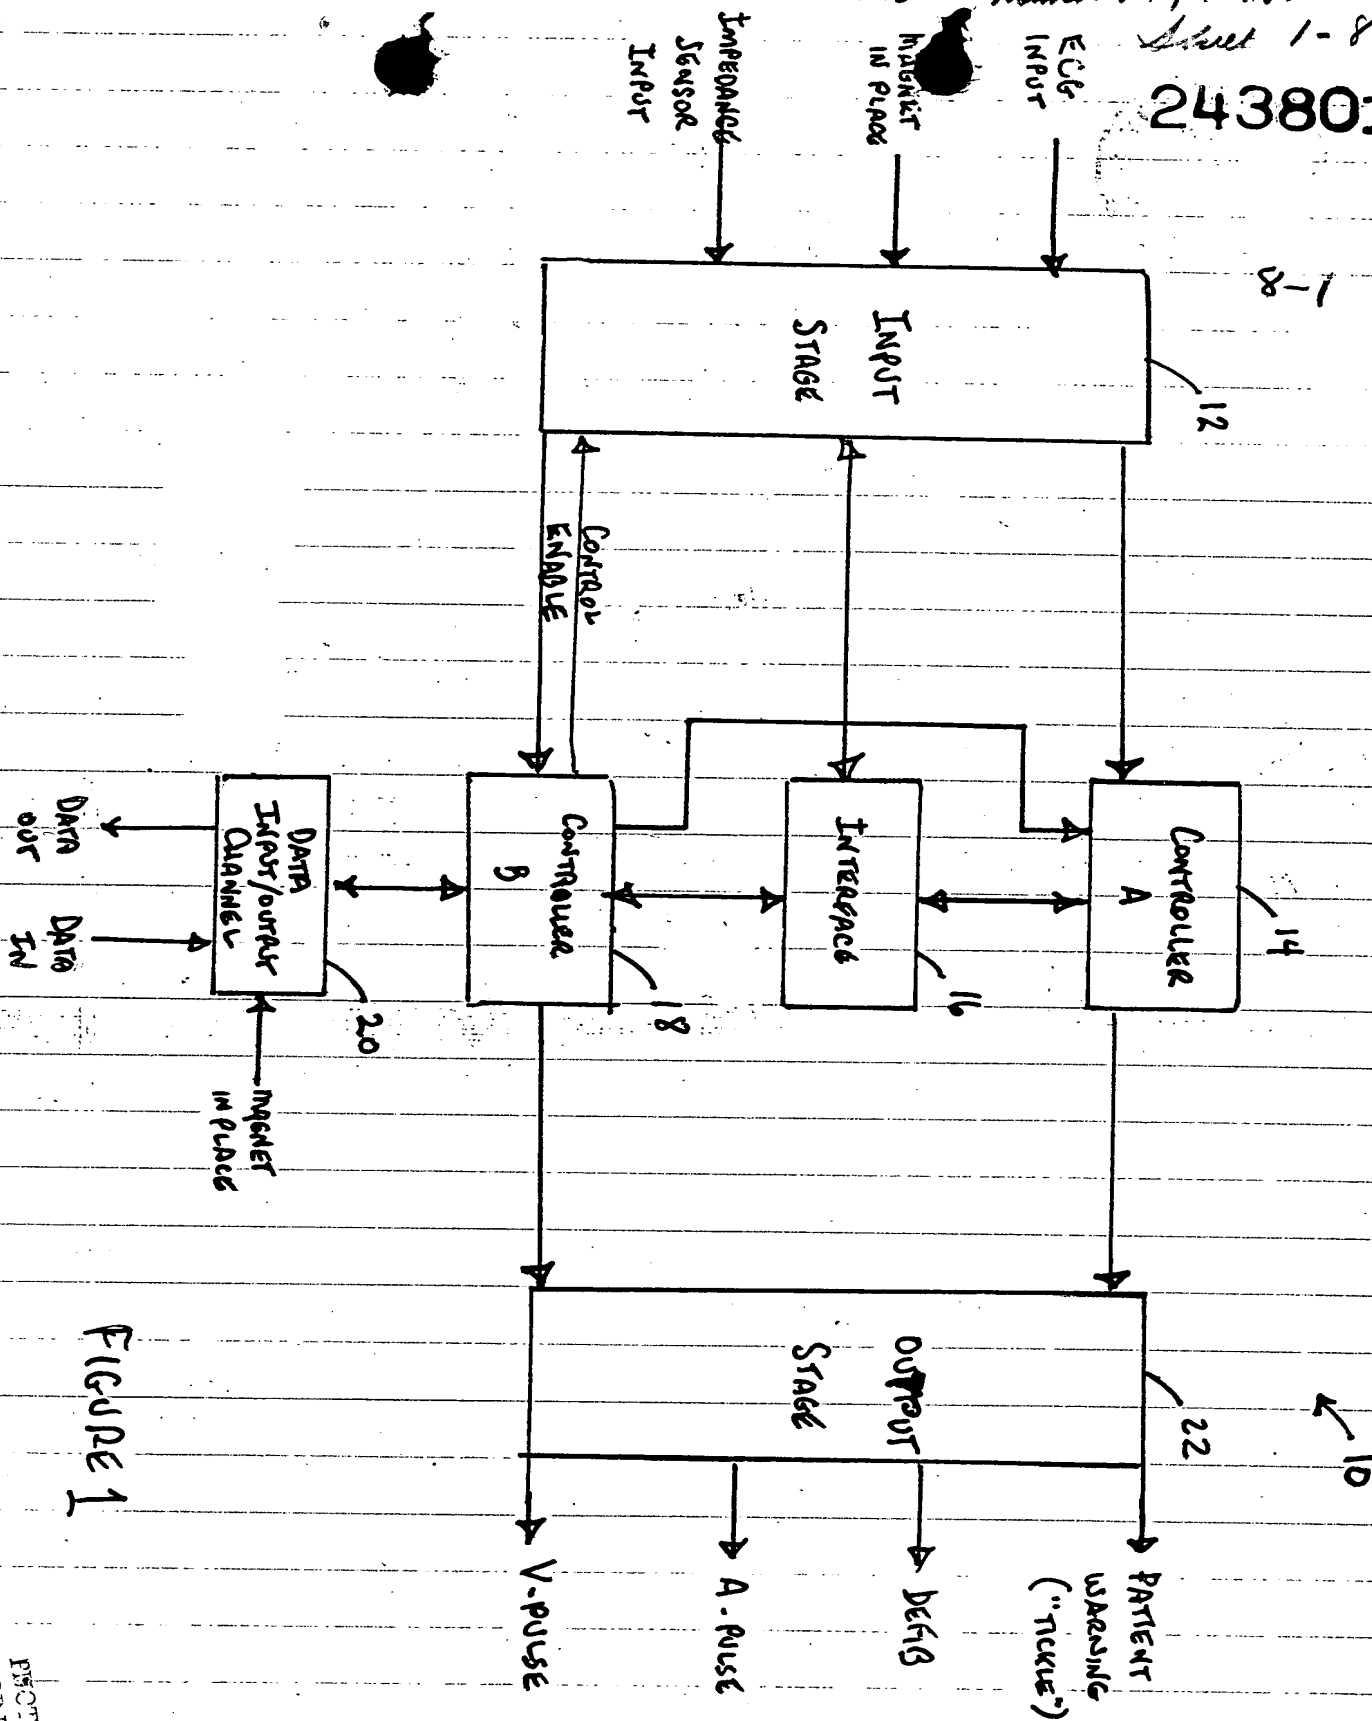 Sheet 1-8
243801
8-1
10
ECG
INPUT
MAGNET
IN PLACE
IMPEDANCE
SENSOR
INPUT
INPUT
STAGE
12
CONTROL
ENABLE
CONTROLLER
A
14
INTERFACE
16
CONTROLLER
B
18
DATA
INPUT/OUTPUT
CHANNEL
20
DATA
OUT
DATA
IN
MAGNET
IN PLACE
OUTPUT
STAGE
22
PATIENT
WARNING
("TICKLE")
DEFIB
A-PULSE
V-PULSE
FIGURE 1